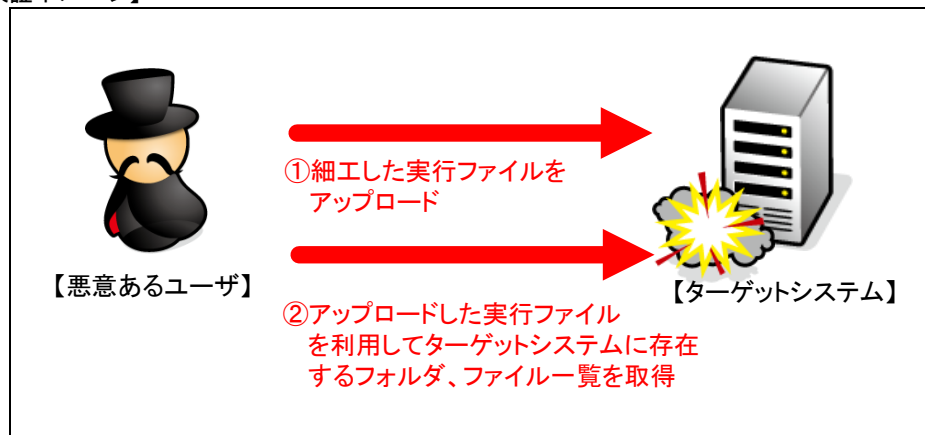 ①細工した実行ファイルを
アップロード
【悪意あるユーザ】
【ターゲットシステム】
②アップロードした実行ファイル
を利用してターゲットシステムに存在
するフォルダ、ファイル一覧を取得